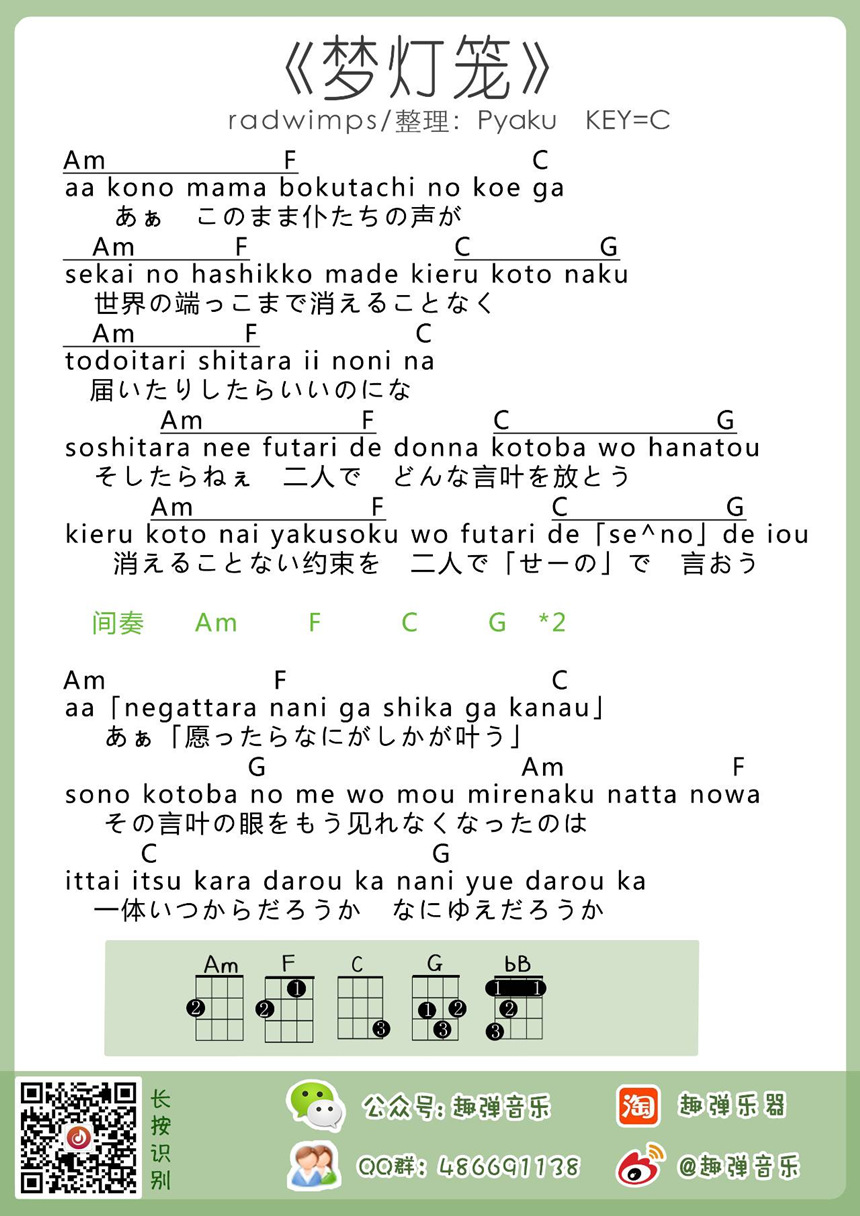 《梦灯笼》
radwimps/整理：Pyaku KEY=C
Am F C
aa kono mama bokutachi no koe ga
あぁ このまま仆たちの声が
Am F C G
sekai no hashikko made kieru koto naku
世界の端っこまで消えることなく
Am F C
todoitari shitara ii noni na
届いたりしたらいいのにな
Am F C G
soshitara nee futari de donna kotoba wo hanatou
そしたらねぇ 二人で どんな言叶を放とう
Am F C G
kieru koto nai yakusoku wo futari de「se^no」de iou
消えることない约束を 二人で「せーの」で 言おう
间奏 Am F C G *2
Am F C
aa「negattara nani ga shika ga kanau」
あぁ「愿ったらなにがしかが叶う」
G Am F
sono kotoba no me wo mou mirenaku natta nowa
その言叶の眼をもう见れなくなったのは
C G
ittai itsu kara darou ka nani yue darou ka
一体いつからだろうか なにゆえだろうか
Am F C G bB
2 2 1 3 1 2 3 1 1 2 3
长按识别
公众号：趣弹音乐
淘 趣弹乐器
QQ群：486691138
@趣弹音乐